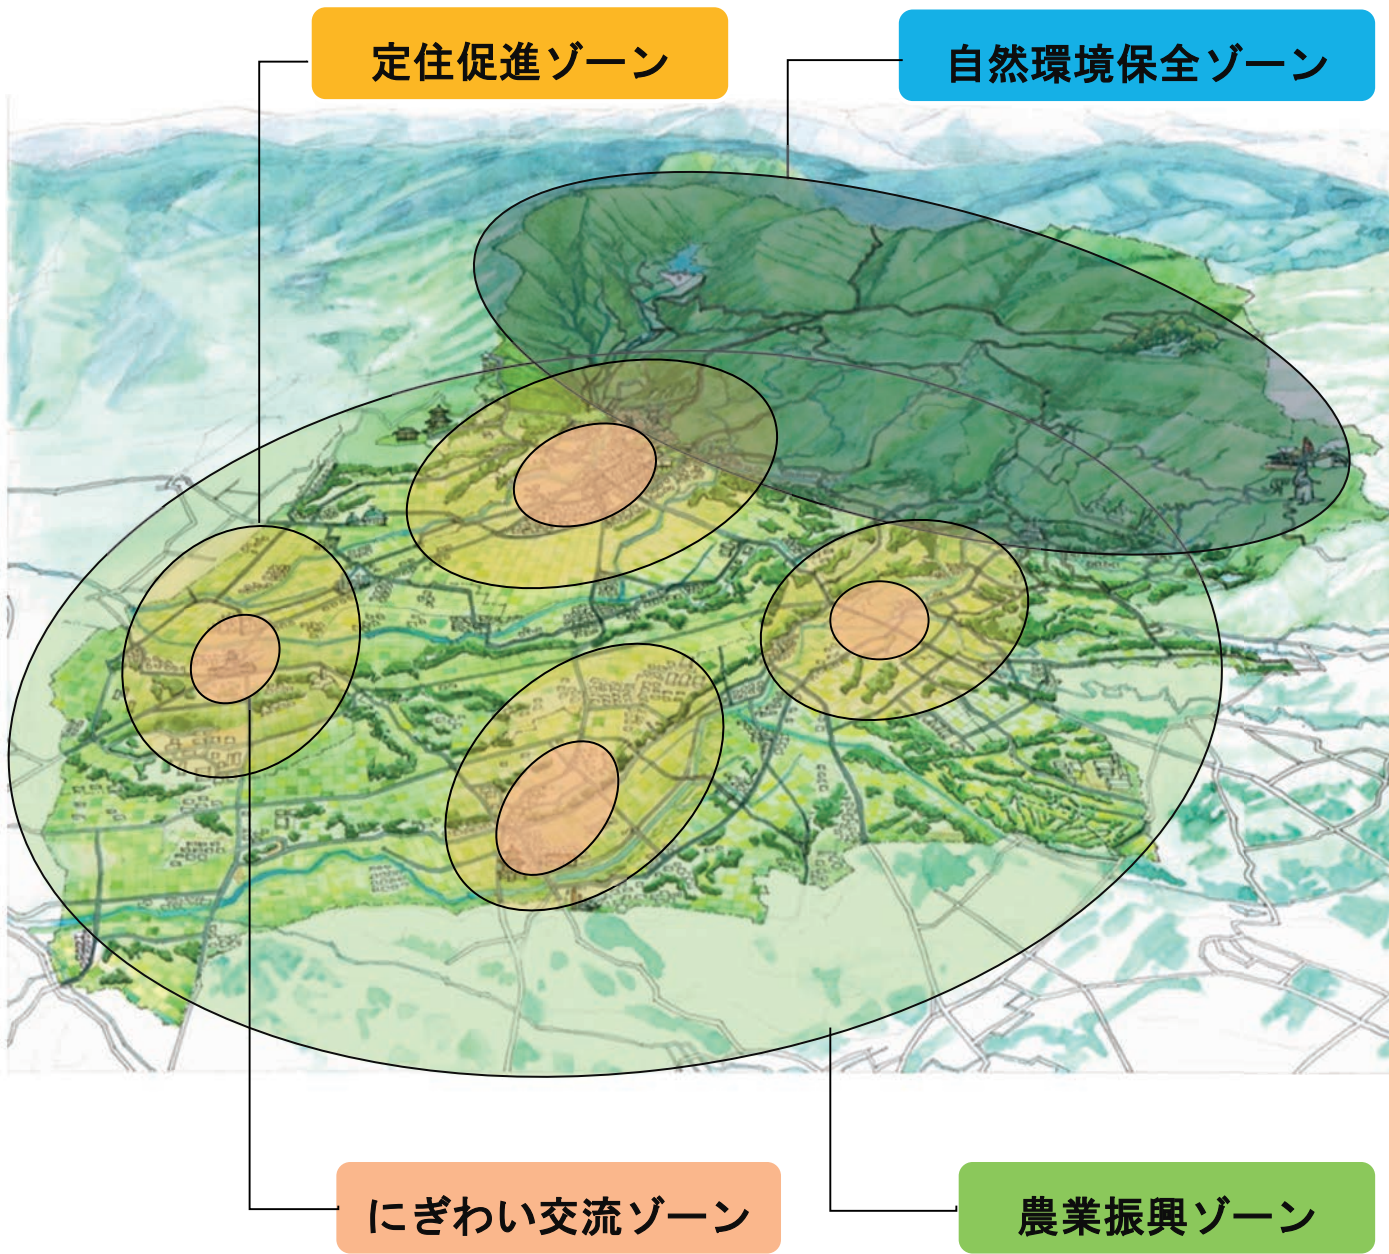 定住促進ゾーン
自然環境保全ゾーン
にぎわい交流ゾーン
農業振興ゾーン